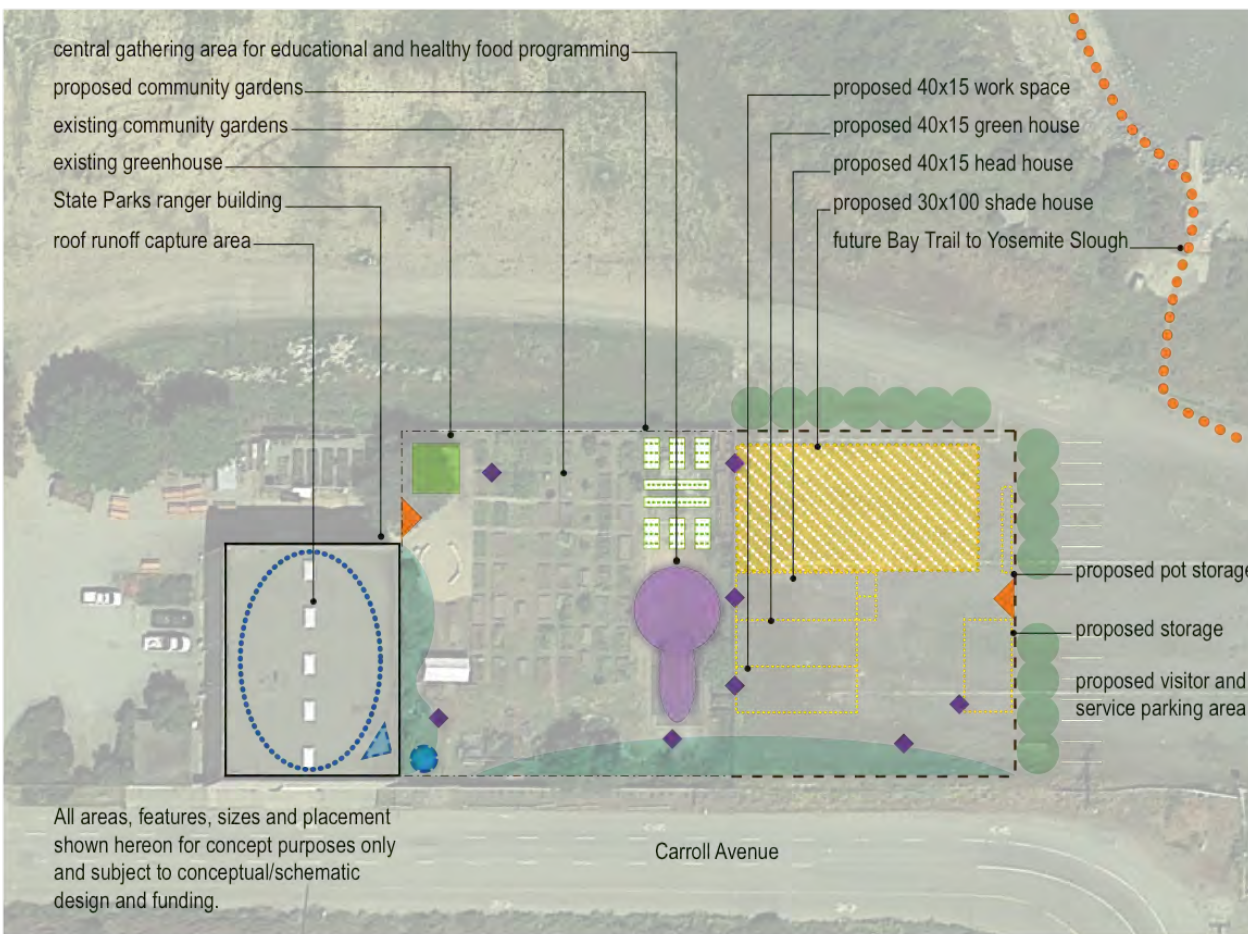 central gathering area for educational and healthy food programming
proposed community gardens
existing community gardens
existing greenhouse
State Parks ranger building
roof runoff capture area
proposed 40x15 work space
proposed 40x15 green house
proposed 40x15 head house
proposed 30x100 shade house
future Bay Trail to Yosemite Slough
proposed pot storage
proposed storage
proposed visitor and
service parking area
All areas, features, sizes and placement
shown hereon for concept purposes only
and subject to conceptual/schematic
design and funding.
Carroll Avenue